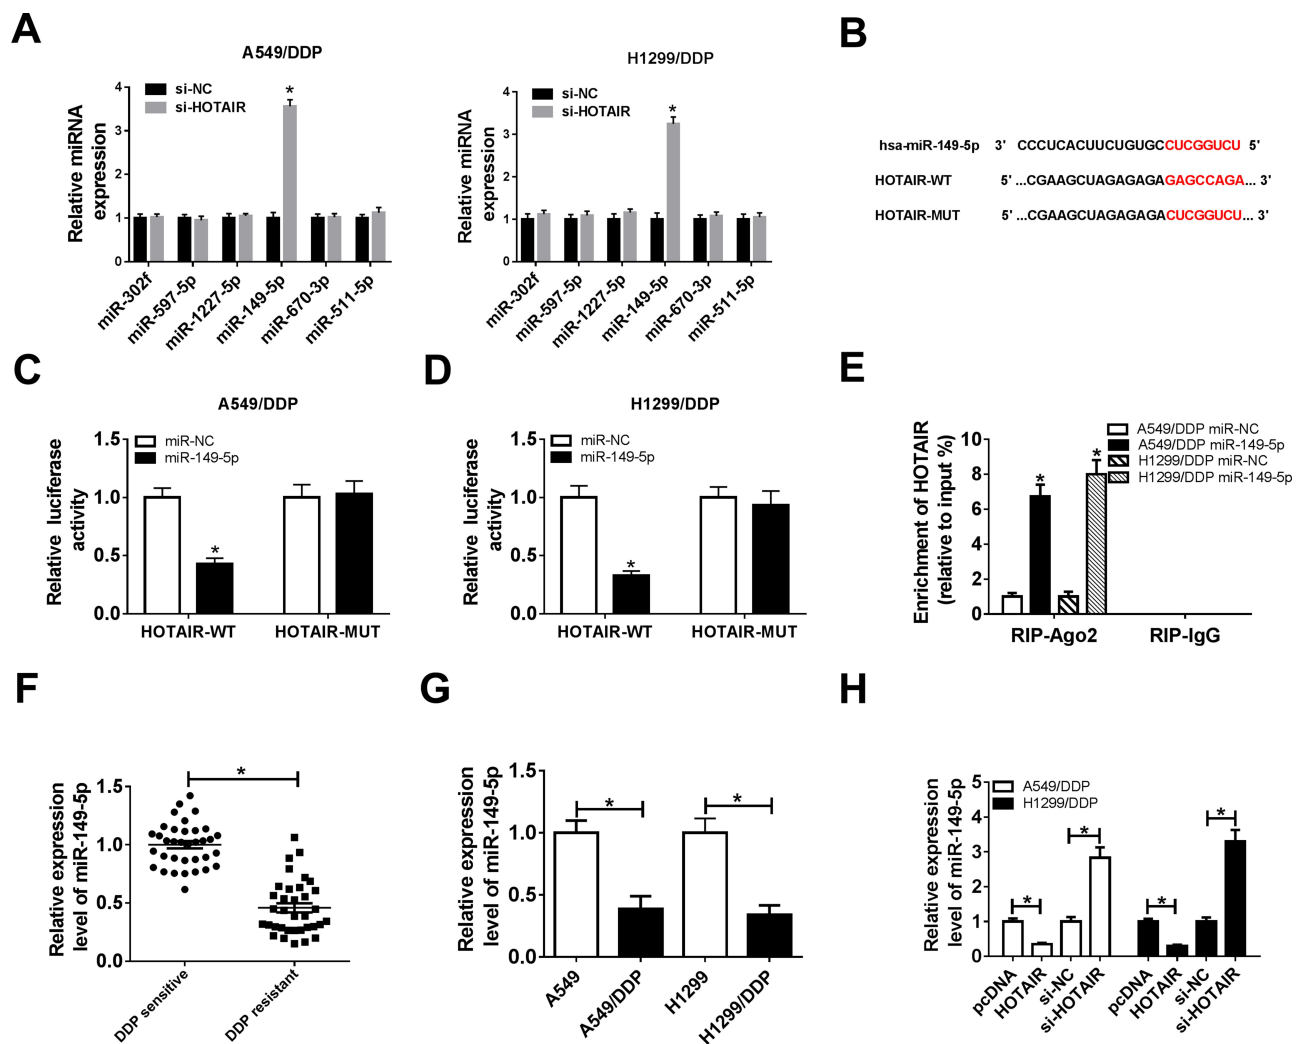 A
A549/DDP
Relative miRNA
expression
4
3
2
1
0
si-NC
si-HOTAIR
*
miR-302f
miR-597-5p
miR-1227-5p
miR-149-5p
miR-670-3p
miR-511-5p
H1299/DDP
Relative miRNA
expression
4
3
2
1
0
si-NC
si-HOTAIR
*
miR-302f
miR-597-5p
miR-1227-5p
miR-149-5p
miR-670-3p
miR-511-5p
B
hsa-miR-149-5p 3' CCCUCACUUCUGUGCCUCGGUCU 5'
HOTAIR-WT 5' ...CGAAGCUAGAGAGAGAGCCAGA... 3'
HOTAIR-MUT 5' ...CGAAGCUAGAGAGACUCGGUCU... 3'
C
A549/DDP
Relative luciferase
activity
1.5
1.0
0.5
0.0
miR-NC
miR-149-5p
*
HOTAIR-WT HOTAIR-MUT
D
H1299/DDP
Relative luciferase
activity
1.5
1.0
0.5
0.0
miR-NC
miR-149-5p
*
HOTAIR-WT HOTAIR-MUT
E
Enrichment of HOTAIR
(relative to input %)
10
8
6
4
2
0
A549/DDP miR-NC
A549/DDP miR-149-5p
H1299/DDP miR-NC
H1299/DDP miR-149-5p
* *
RIP-Ago2 RIP-IgG
F
Relative expression
level of miR-149-5p
1.5
1.0
0.5
0.0
*
DDP sensitive
DDP resistant
G
Relative expression
level of miR-149-5p
1.5
1.0
0.5
0.0
* *
A549
A549/DDP
H1299
H1299/DDP
H
Relative expression
level of miR-149-5p
5
4
3
2
1
0
A549/DDP
H1299/DDP
* * * *
pcDNA
HOTAIR
si-NC
si-HOTAIR
pcDNA
HOTAIR
si-NC
si-HOTAIR